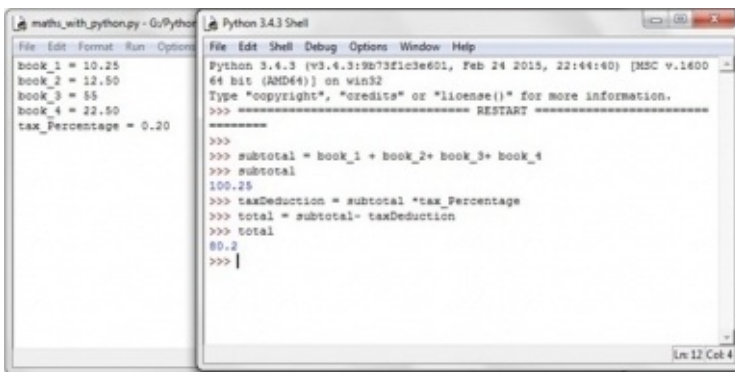 maths_with_python.py - G:/Python
File Edit Format Run Options
book_1 = 10.25
book_2 = 12.50
book_3 = 55
book_4 = 22.50
tax_Percentage = 0.20
Python 3.4.3 Shell
File Edit Shell Debug Options Window Help
Python 3.4.3 (v3.4.3:9b73f1c3e601, Feb 24 2015, 22:44:40) [MSC v.1600
64 bit (AMD64)] on win32
Type "copyright", "credits" or "license()" for more information.
>>> ================================ RESTART ================================
>>>
>>> subtotal = book_1 + book_2+ book_3+ book_4
>>> subtotal
100.25
>>> taxDeduction = subtotal *tax_Percentage
>>> total = subtotal- taxDeduction
>>> total
80.2
>>>
Ln: 12 Col: 4